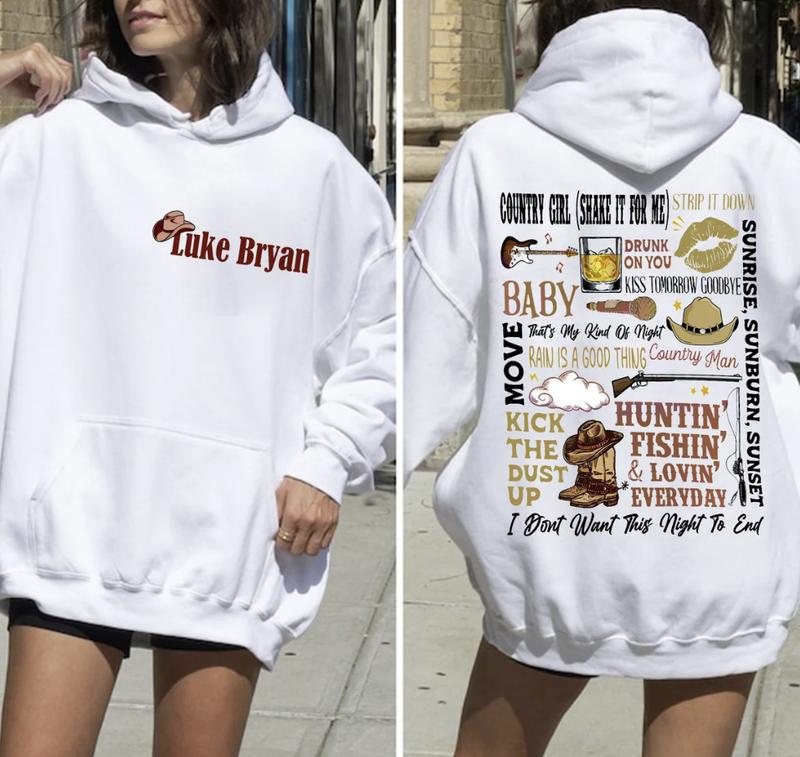 Luke Bryan
COUNTRY GIRL (SHAKE IT FOR ME)
STRIP IT DOWN
DRUNK
ON YOU
KISS TOMORROW GOODBYE
BABY
That's My Kind Of Night
MOVE
RAIN IS A GOOD THING
Country Man
SUNRISE, SUNBURN, SUNSET
KICK
THE
DUST
UP
HUNTIN'
FISHIN'
& LOVIN'
EVERYDAY
I Dont Want This Night To End